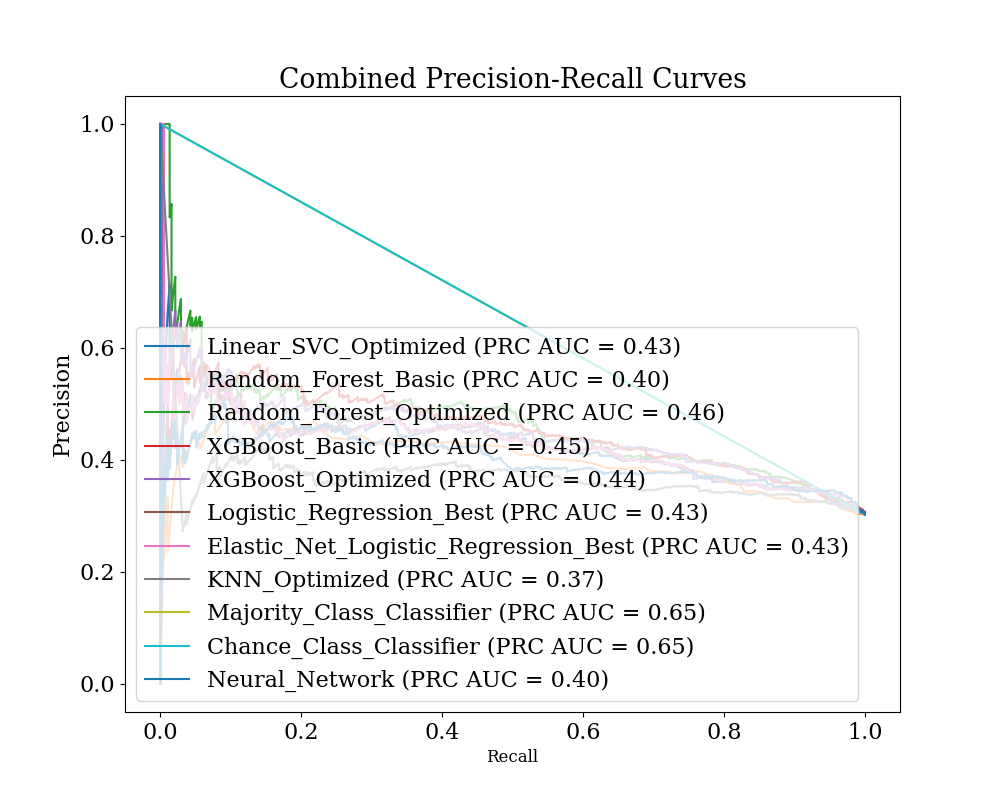 Combined Precision-Recall Curves
Precision
1.0
0.8
0.6
0.4
0.2
0.0
Linear_SVC_Optimized (PRC AUC = 0.43)
Random_Forest_Basic (PRC AUC = 0.40)
Random_Forest_Optimized (PRC AUC = 0.46)
XGBoost_Basic (PRC AUC = 0.45)
XGBoost_Optimized (PRC AUC = 0.44)
Logistic_Regression_Best (PRC AUC = 0.43)
Elastic_Net_Logistic_Regression_Best (PRC AUC = 0.43)
KNN_Optimized (PRC AUC = 0.37)
Majority_Class_Classifier (PRC AUC = 0.65)
Chance_Class_Classifier (PRC AUC = 0.65)
Neural_Network (PRC AUC = 0.40)
0.0 0.2 0.4 0.6 0.8 1.0
Recall